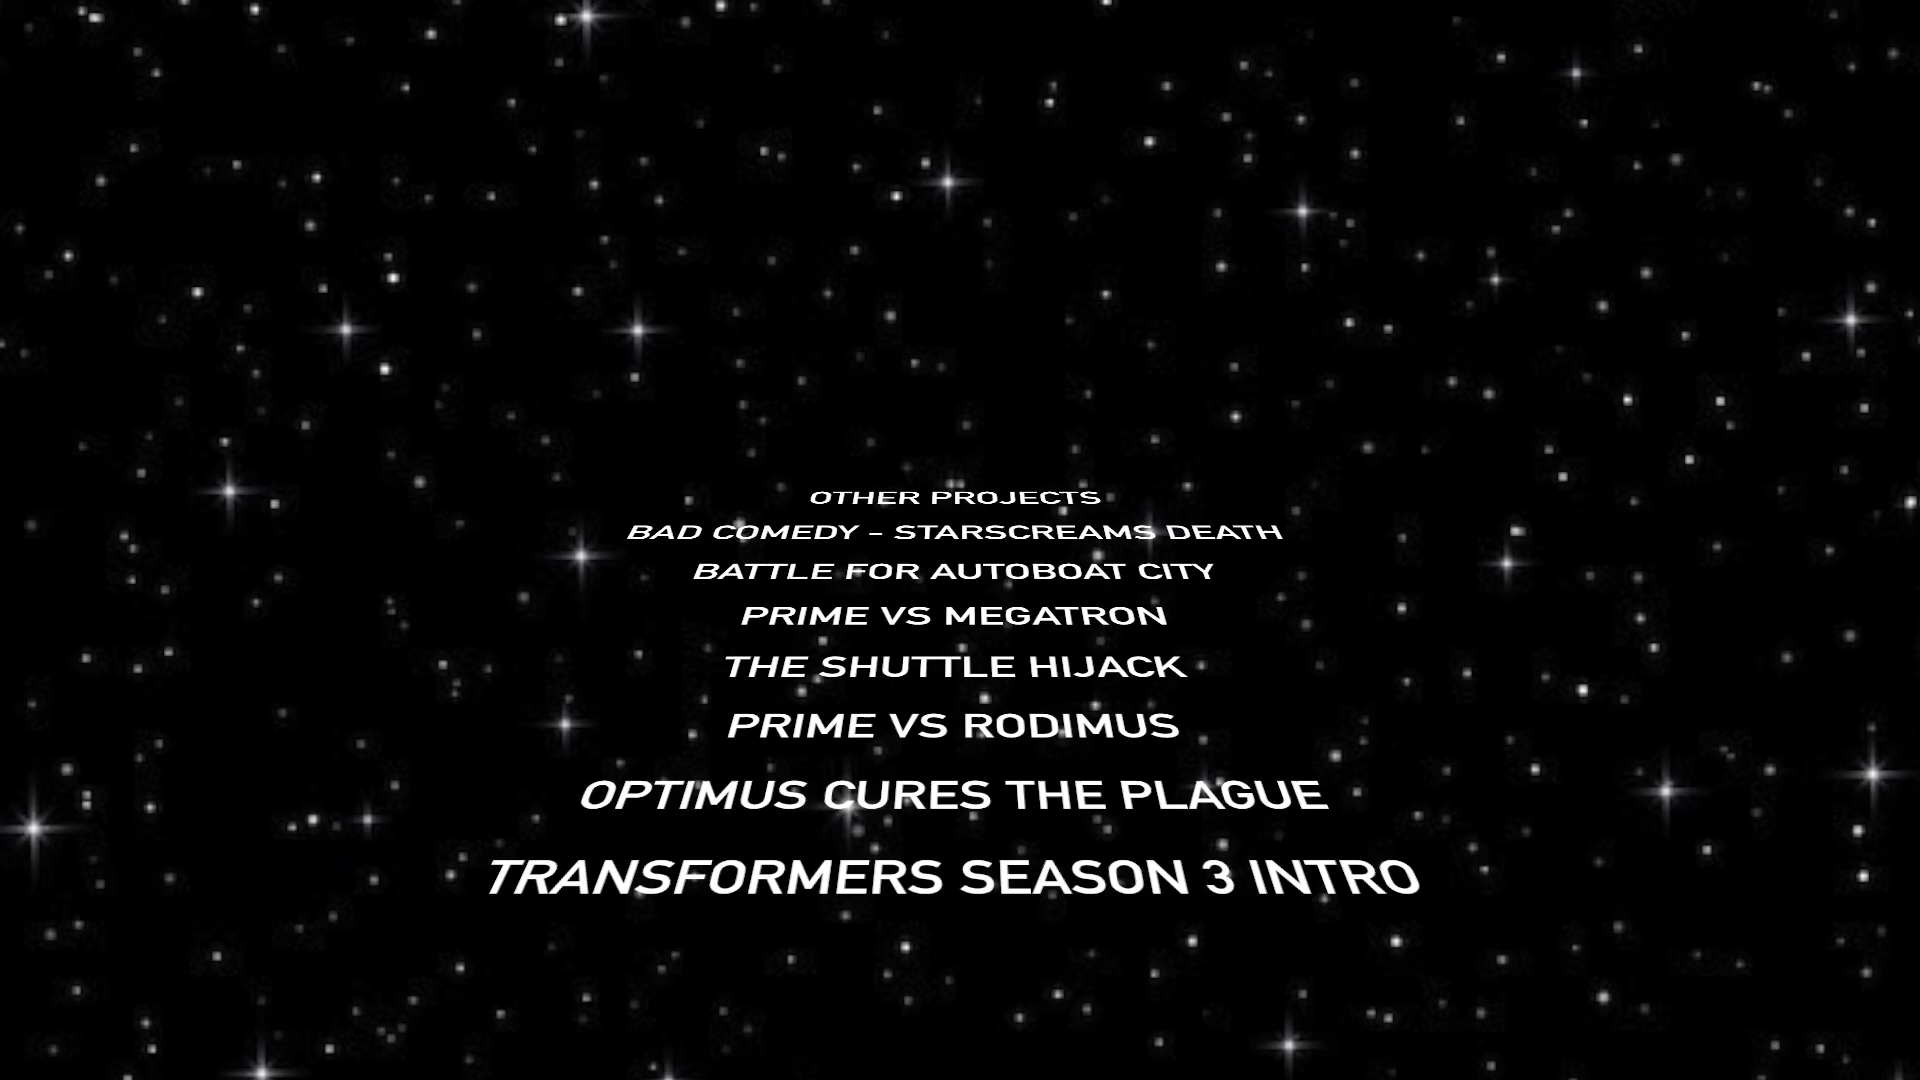 OTHER PROJECTS
BAD COMEDY - STARSCREAMS DEATH
BATTLE FOR AUTOBOAT CITY
PRIME VS MEGATRON
THE SHUTTLE HIJACK
PRIME VS RODIMUS
OPTIMUS CURES THE PLAGUE
TRANSFORMERS SEASON 3 INTRO